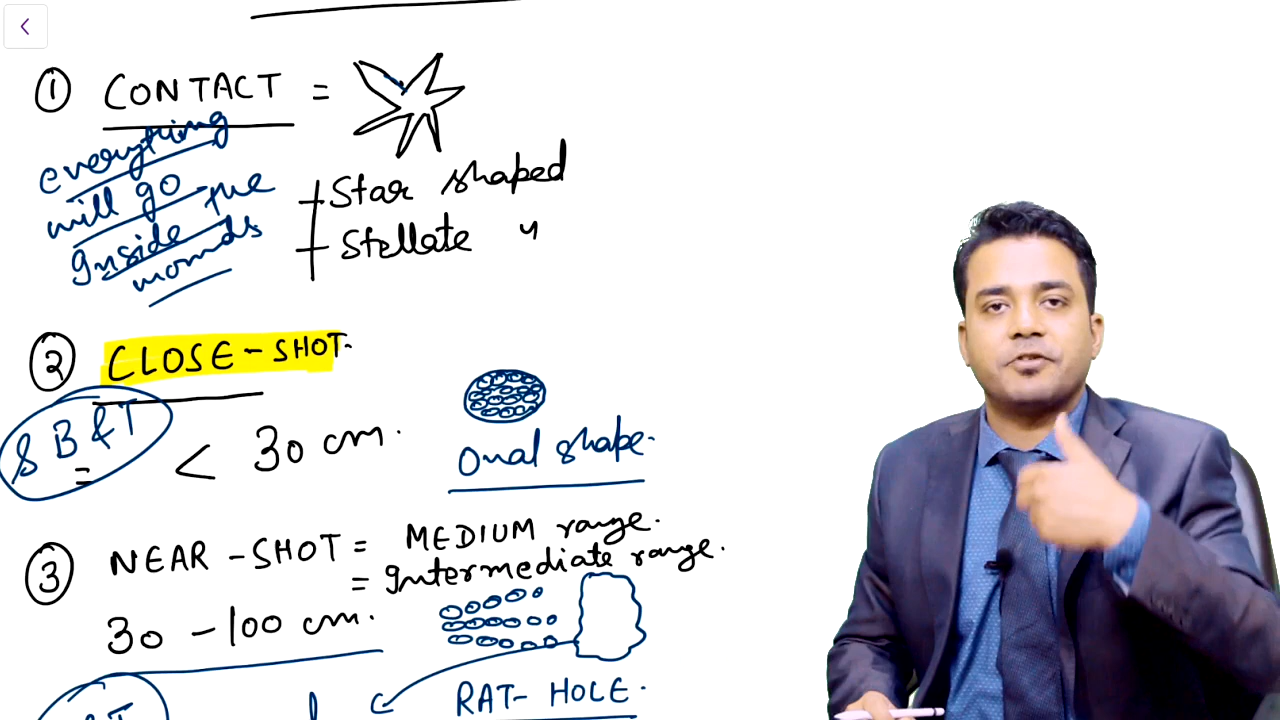 ① CONTACT =
everything
will go the
Inside
wounds
Star shaped
Stellate "
② CLOSE-SHOT.
S B & T
< 30 cm.
Oval shape.
③ NEAR-SHOT = MEDIUM range.
= Intermediate range.
30 - 100 cm.
RAT-HOLE.